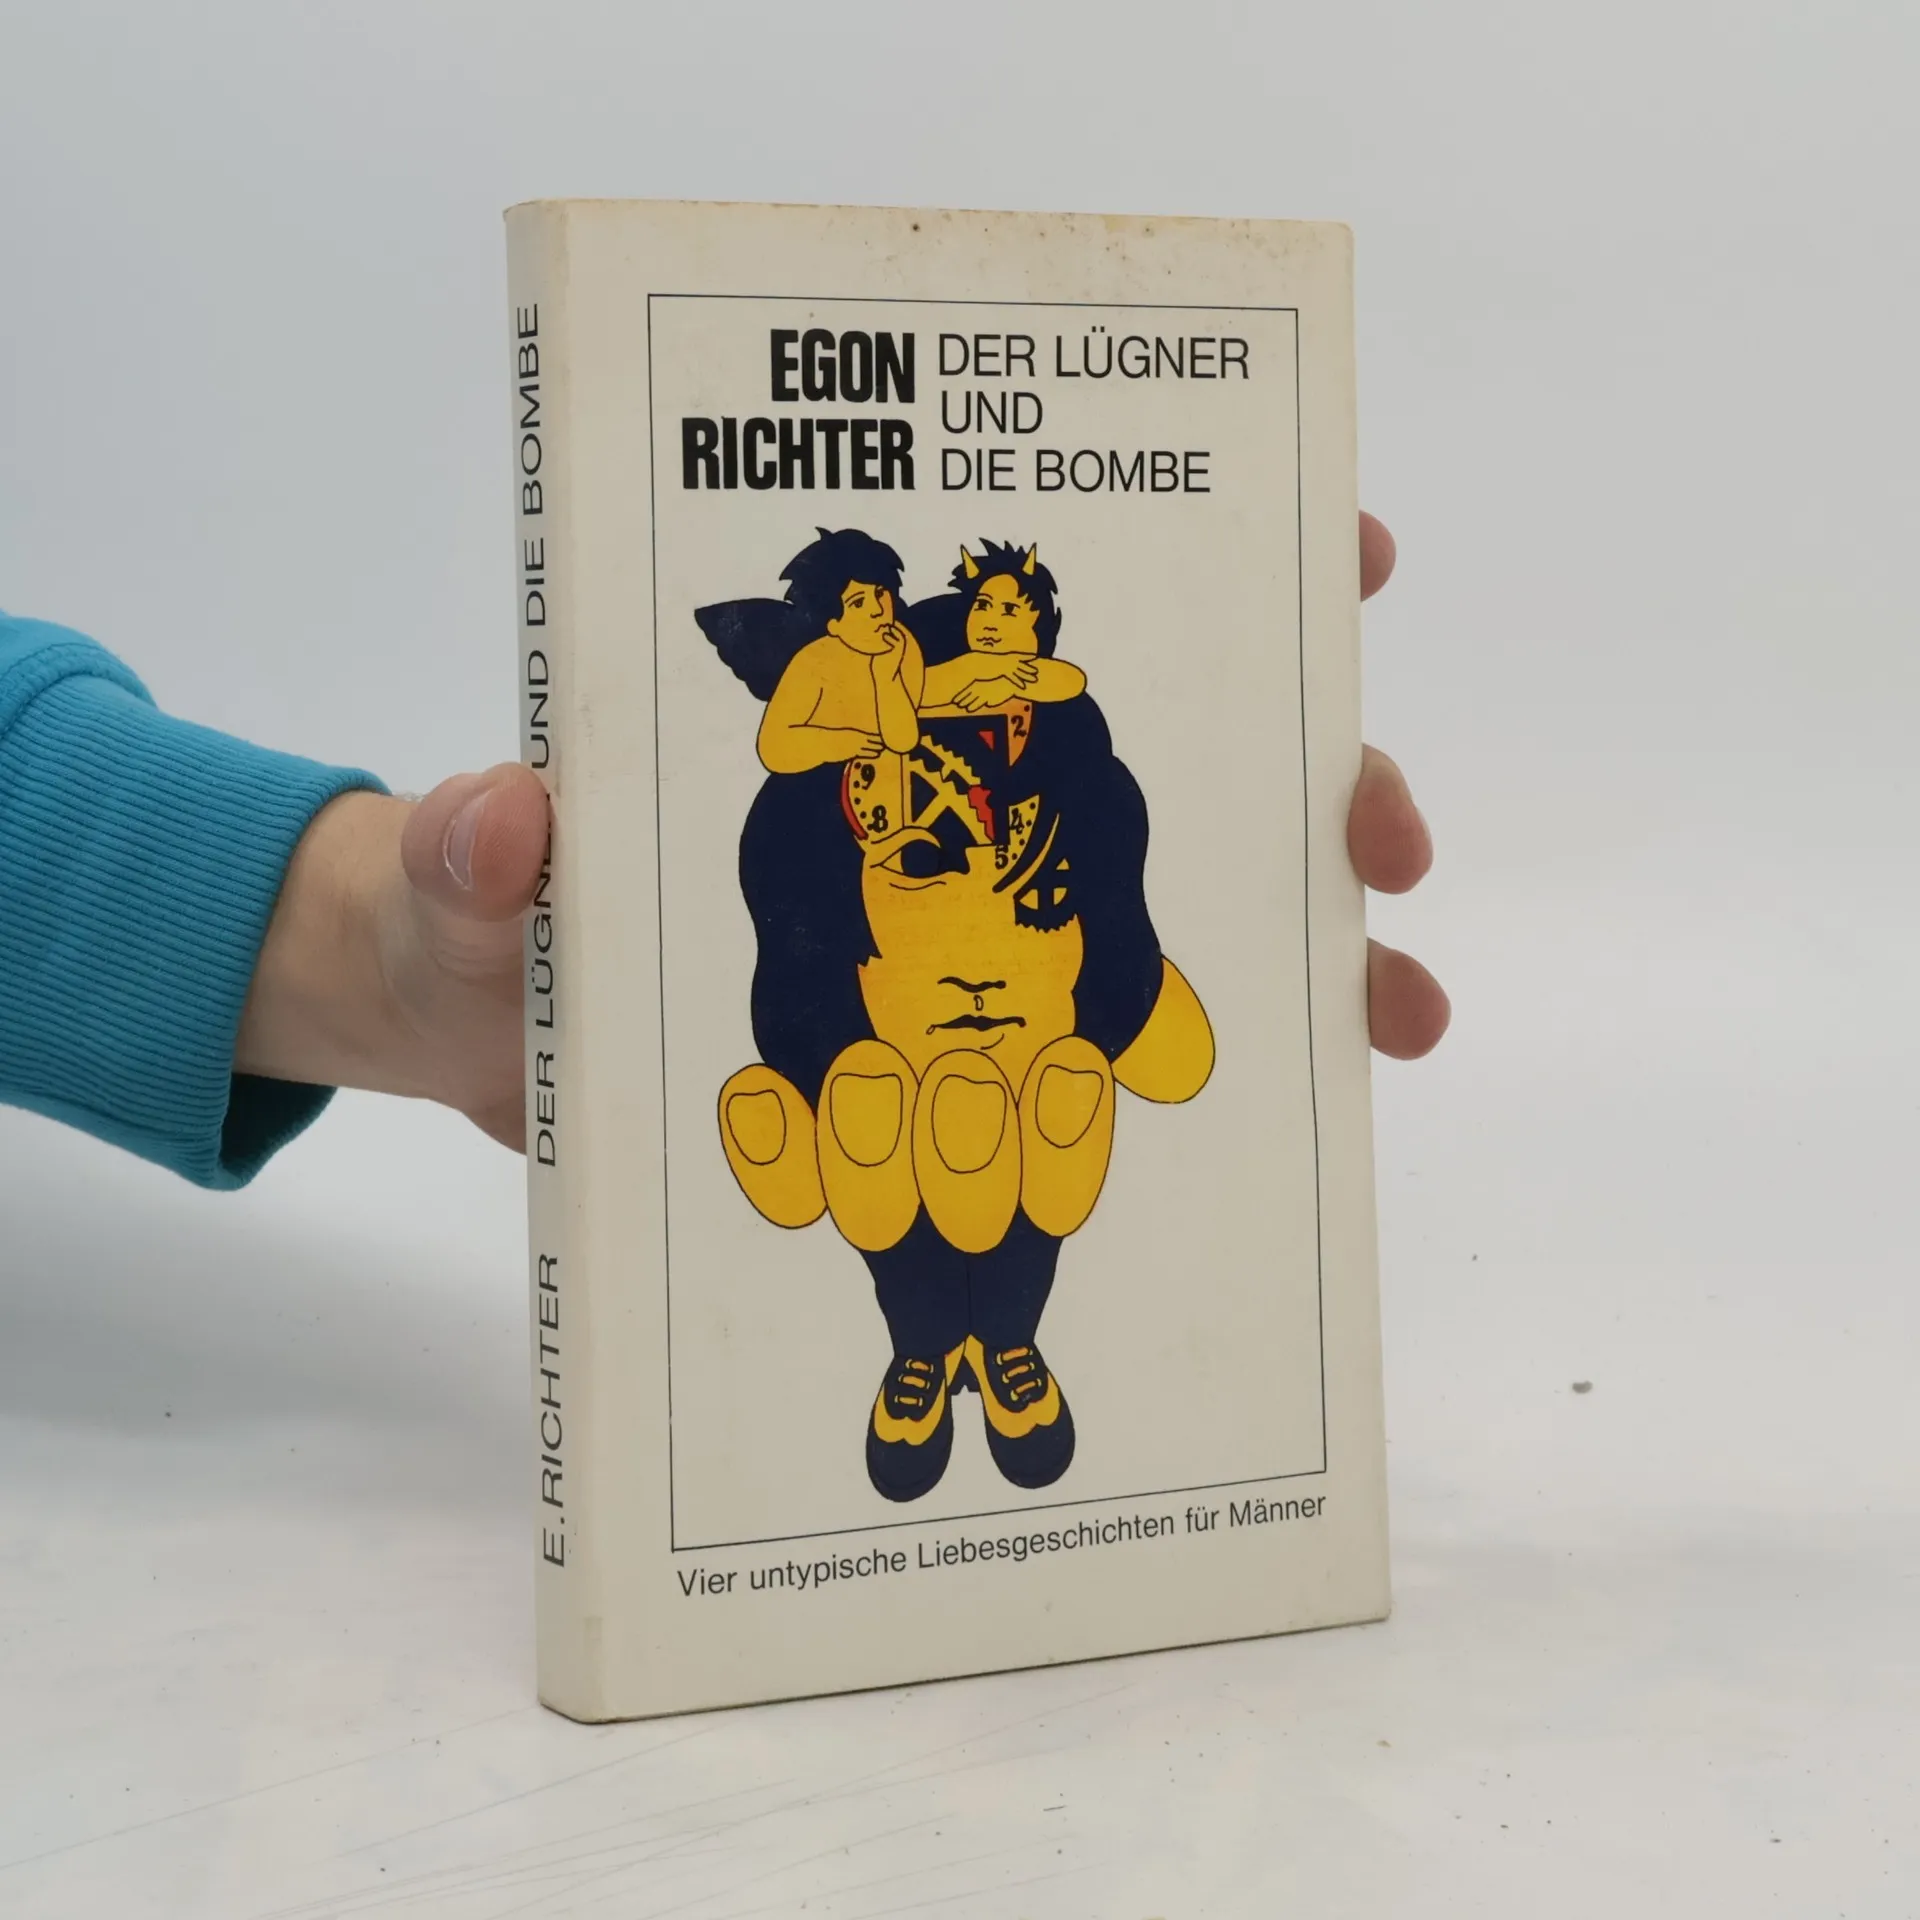 EGON
RICHTER
DER LÜGNER
UND
DIE BOMBE
9
8
2
4
5
Vier untypische Liebesgeschichten für Männer
E. RICHTER DER LÜGNER UND DIE BOMBE